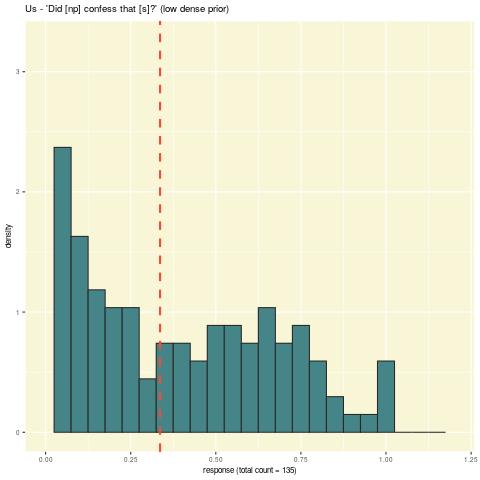 Us - 'Did [np] confess that [s]?' (low dense prior)
3
2
1
0
density
0.00 0.25 0.50 0.75 1.00 1.25
response (total count = 135)